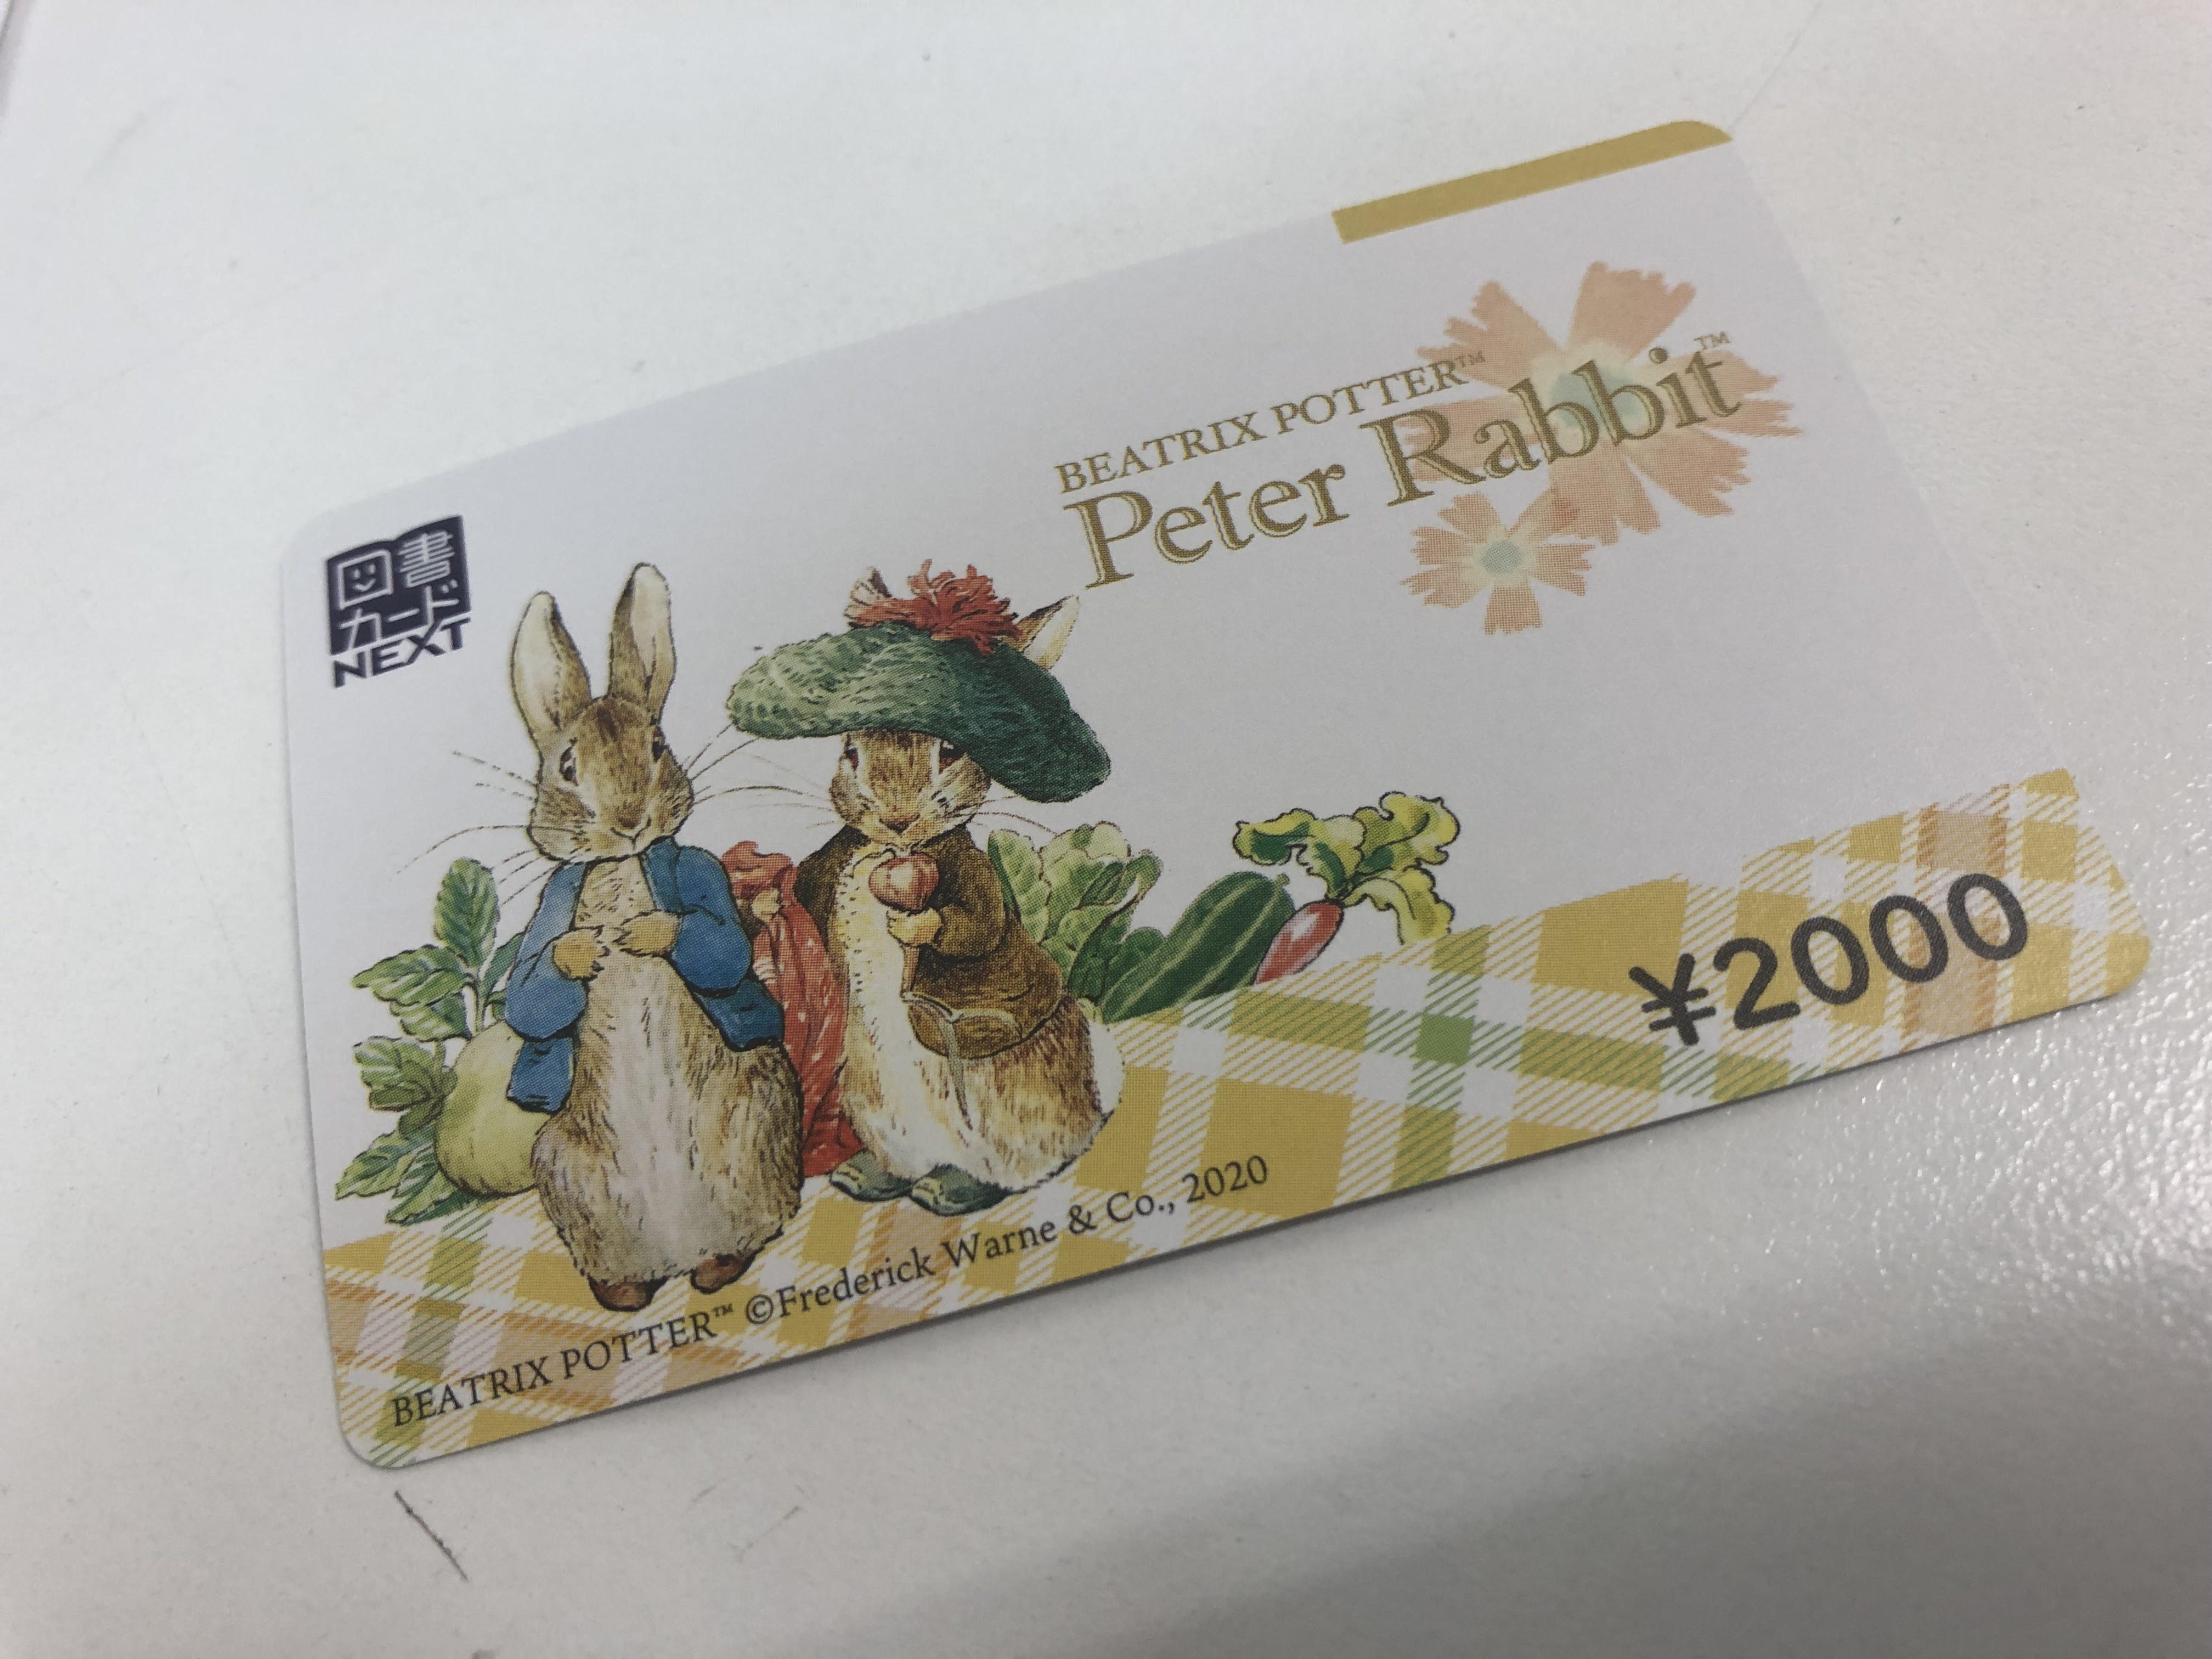 BEATRIX POTTER™
Peter Rabbit™
図書
カード
NEXT
¥2000
BEATRIX POTTER™ ©Frederick Warne & Co., 2020